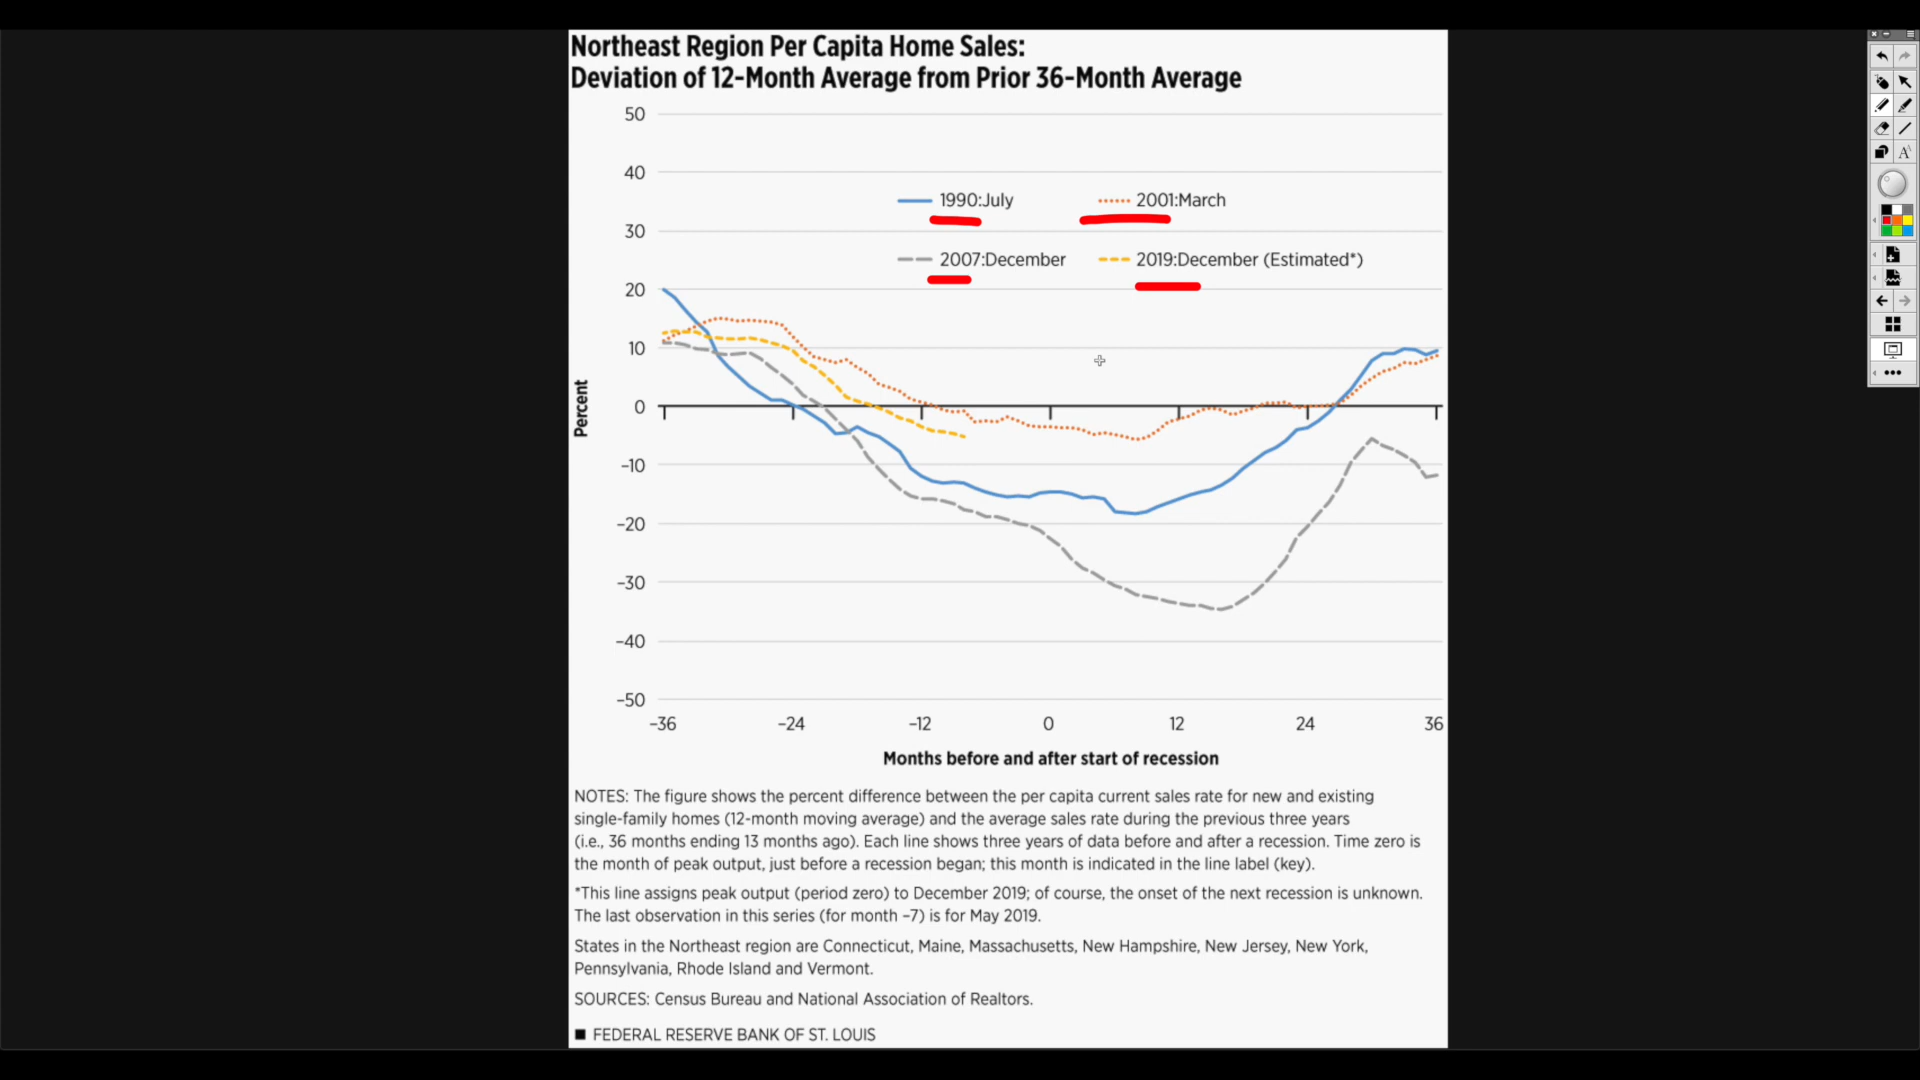 Northeast Region Per Capita Home Sales:
Deviation of 12-Month Average from Prior 36-Month Average
50
40
1990:July
2001:March
30
2007:December
2019:December (Estimated*)
20
10
Percent
0
–10
–20
–30
–40
–50
–36 –24 –12 0 12 24 36
Months before and after start of recession
NOTES: The figure shows the percent difference between the per capita current sales rate for new and existing
single-family homes (12-month moving average) and the average sales rate during the previous three years
(i.e., 36 months ending 13 months ago). Each line shows three years of data before and after a recession. Time zero is
the month of peak output, just before a recession began; this month is indicated in the line label (key).
*This line assigns peak output (period zero) to December 2019; of course, the onset of the next recession is unknown.
The last observation in this series (for month –7) is for May 2019.
States in the Northeast region are Connecticut, Maine, Massachusetts, New Hampshire, New Jersey, New York,
Pennsylvania, Rhode Island and Vermont.
SOURCES: Census Bureau and National Association of Realtors.
FEDERAL RESERVE BANK OF ST. LOUIS
A